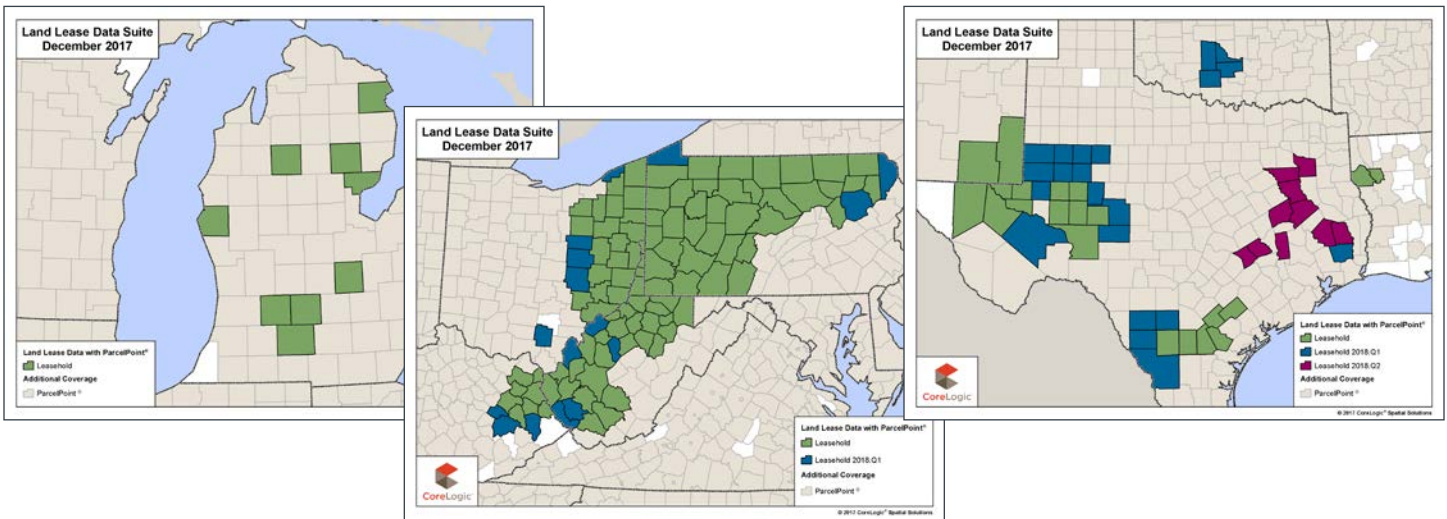 Land Lease Data Suite
December 2017
Land Lease Data with ParcelPoint®
Leasehold
Additional Coverage
ParcelPoint ®
Land Lease Data Suite
December 2017
Land Lease Data with ParcelPoint®
Leasehold
Leasehold 2018:Q1
Additional Coverage
ParcelPoint ®
CoreLogic
© 2017 CoreLogic® Spatial Solutions
Land Lease Data Suite
December 2017
Land Lease Data with ParcelPoint®
Leasehold
Leasehold 2018:Q1
Leasehold 2018:Q2
Additional Coverage
ParcelPoint ®
CoreLogic
© 2017 CoreLogic® Spatial Solutions